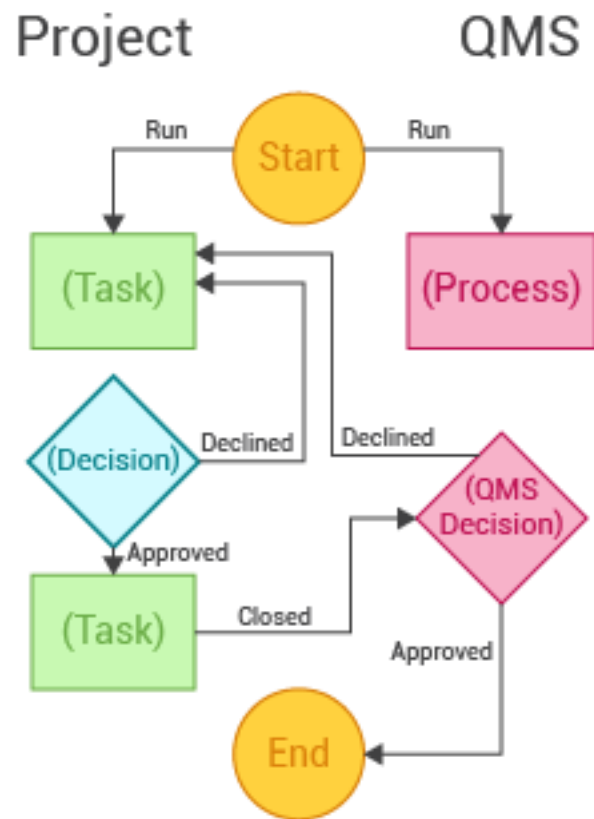 Project
QMS
Run
Start
Run
(Task)
(Process)
(Decision)
Declined
Declined
(QMS
Decision)
Approved
(Task)
Closed
Approved
End